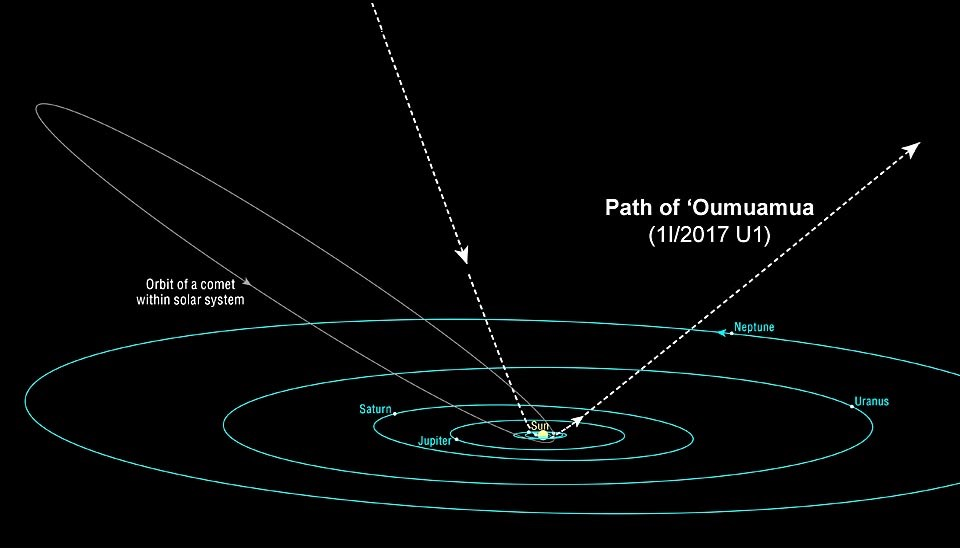 Path of ‘Oumuamua
(1I/2017 U1)
Orbit of a comet
within solar system
Neptune
Uranus
Saturn
Sun
Jupiter